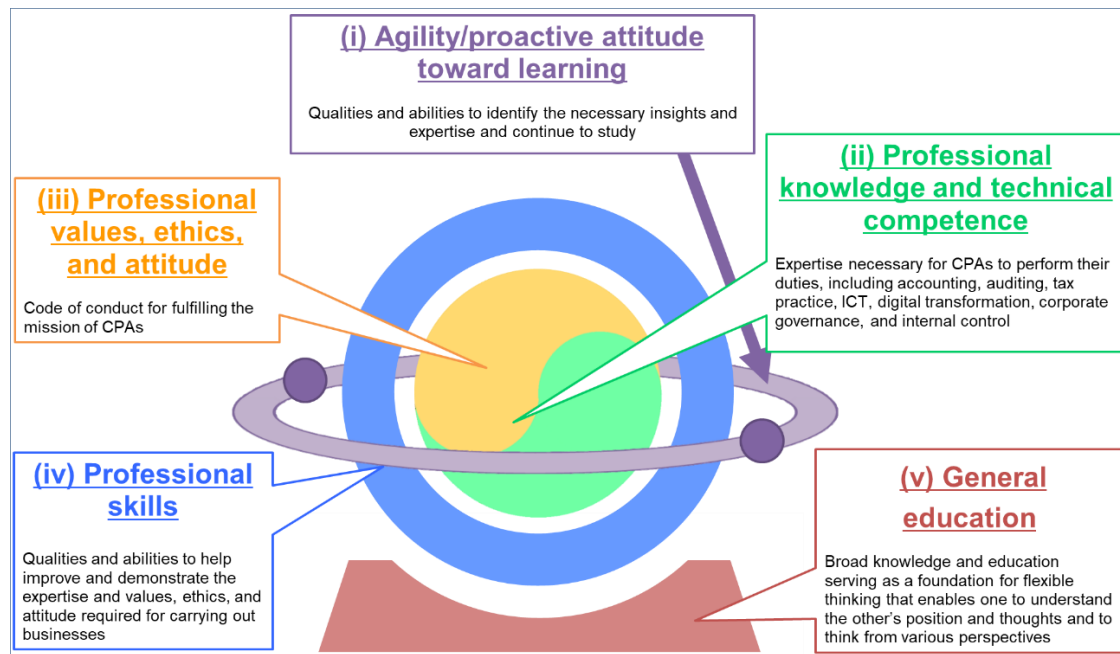 (i) Agility/proactive attitude
toward learning
Qualities and abilities to identify the necessary insights and
expertise and continue to study
(ii) Professional
knowledge and technical
competence
Expertise necessary for CPAs to perform their
duties, including accounting, auditing, tax
practice, ICT, digital transformation, corporate
governance, and internal control
(iii) Professional
values, ethics,
and attitude
Code of conduct for fulfilling the
mission of CPAs
(iv) Professional
skills
Qualities and abilities to help
improve and demonstrate the
expertise and values, ethics, and
attitude required for carrying out
businesses
(v) General
education
Broad knowledge and education
serving as a foundation for flexible
thinking that enables one to understand
the other's position and thoughts and to
think from various perspectives